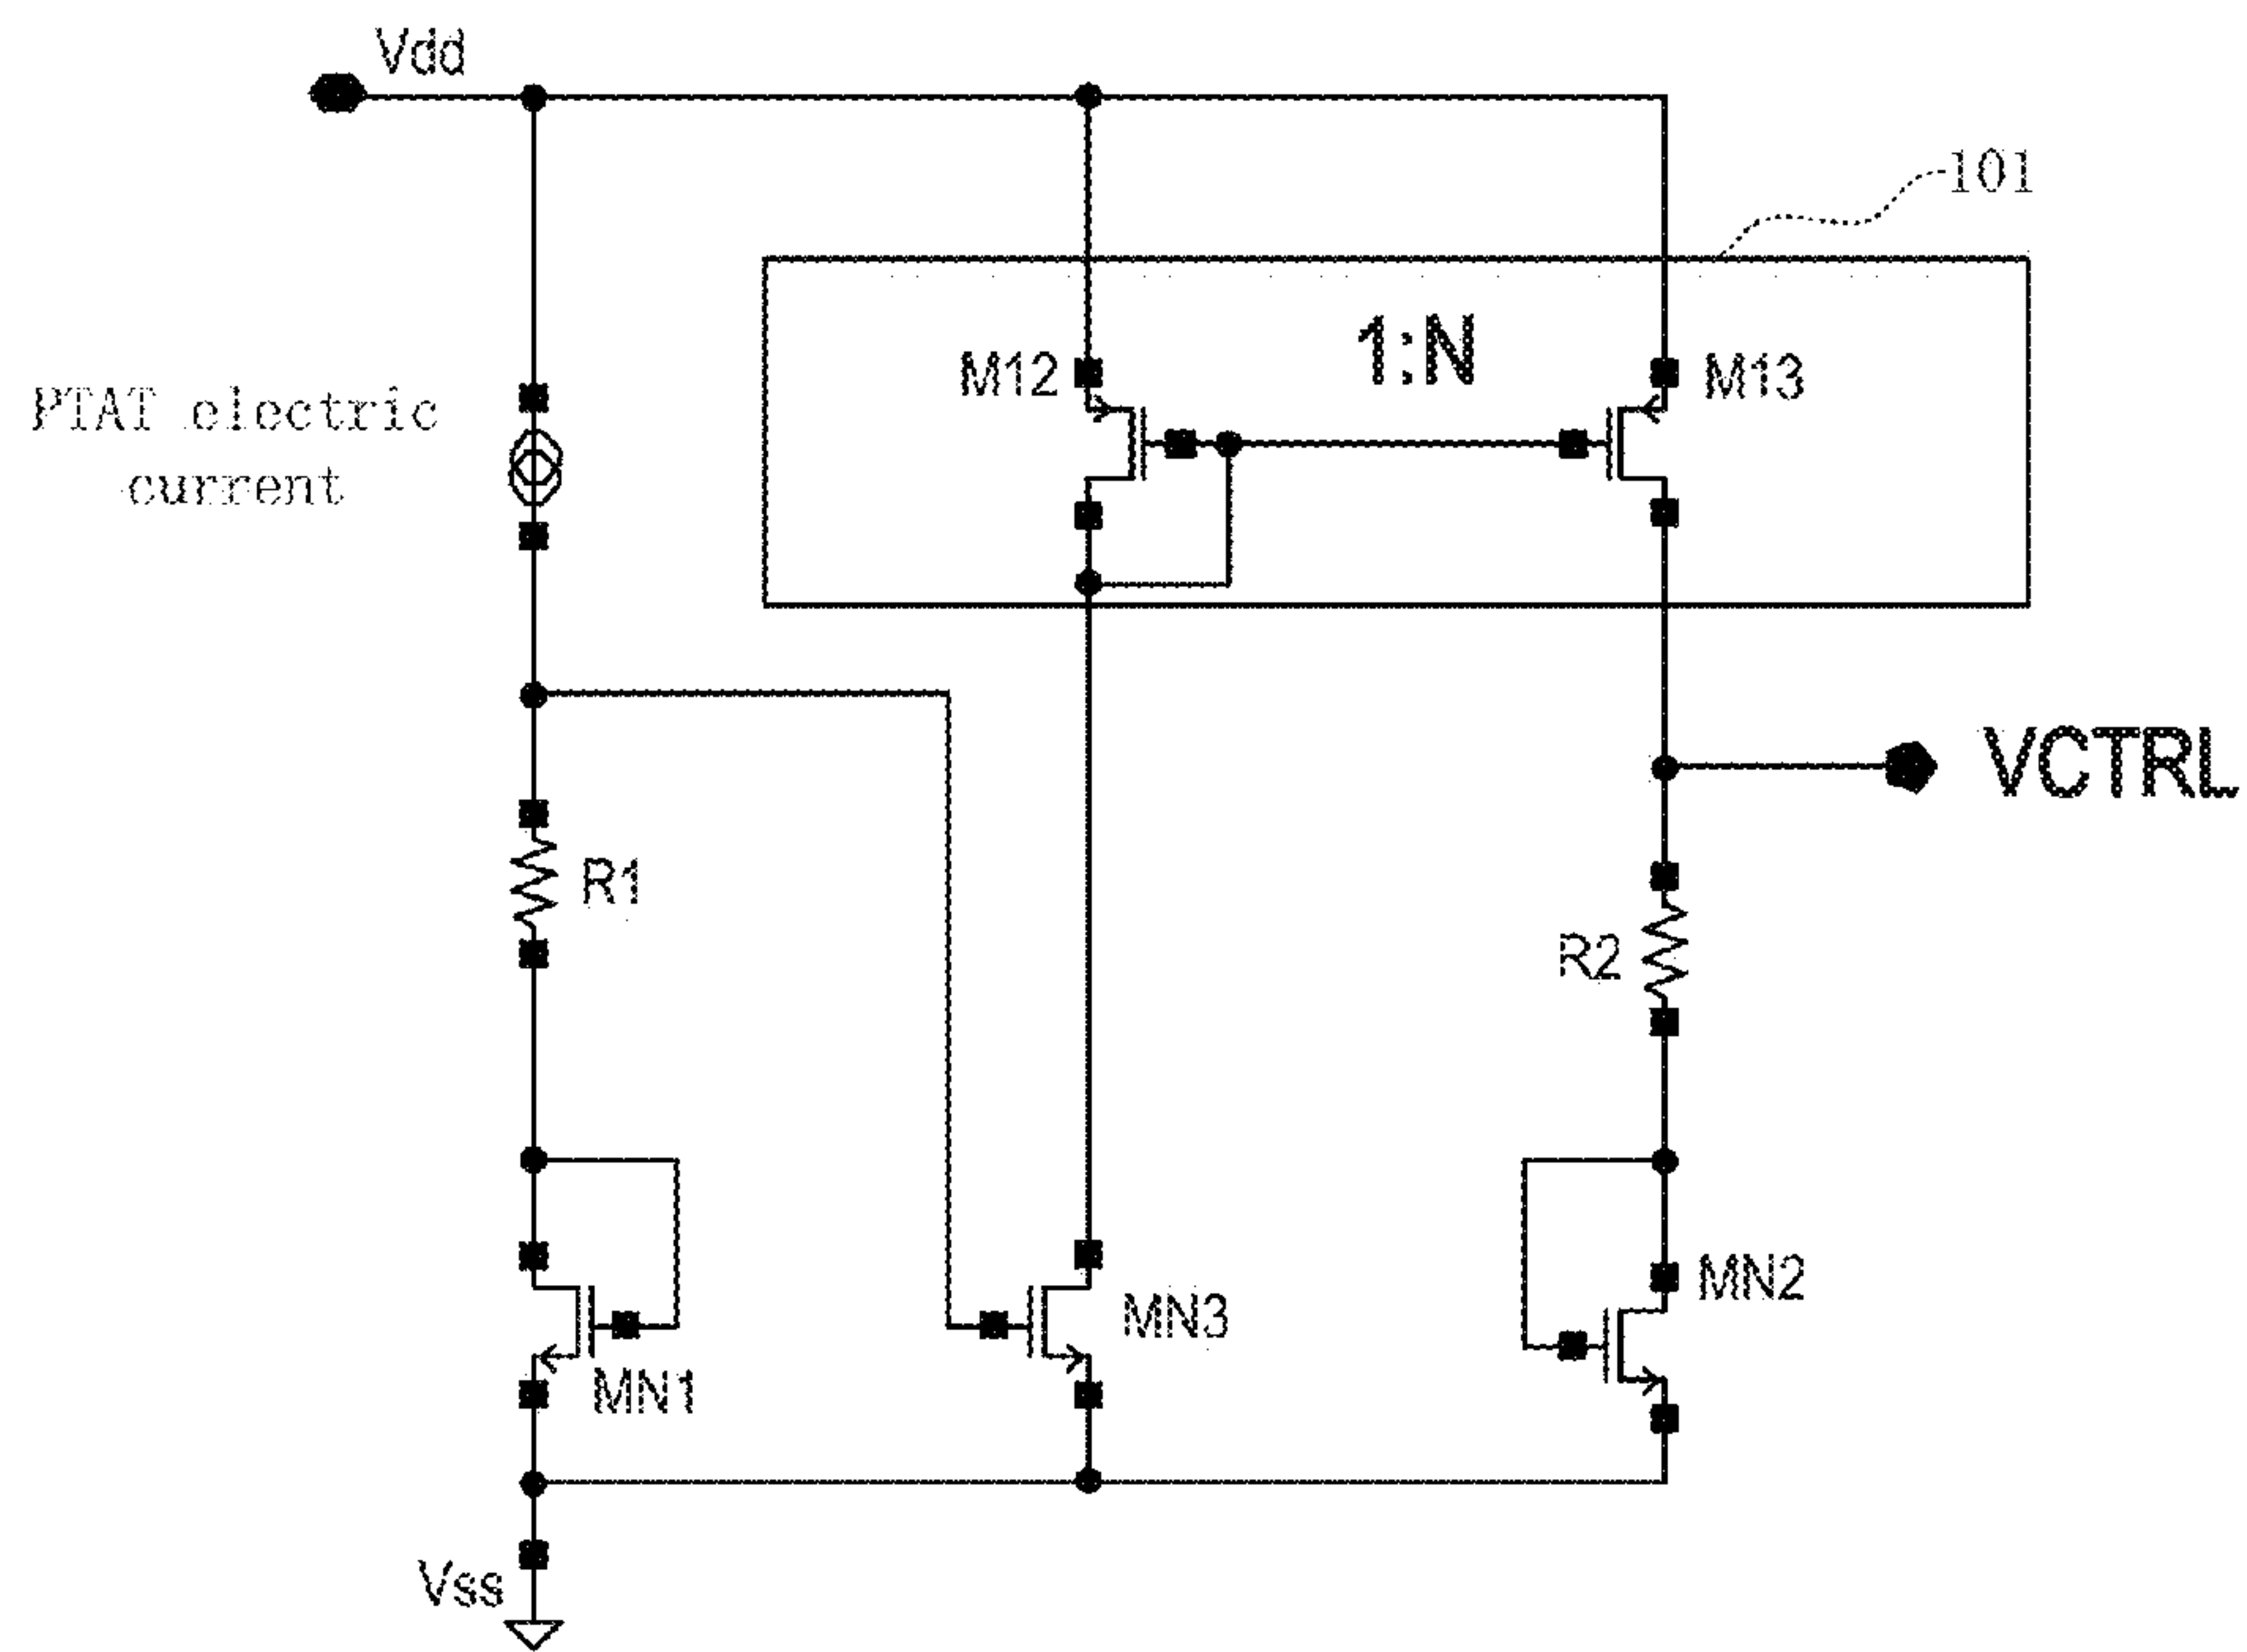 Vdd
101
1:N
M12
M13
PTAT electric
current
VCTRL
R1
R2
MN2
MN3
MN1
Vss